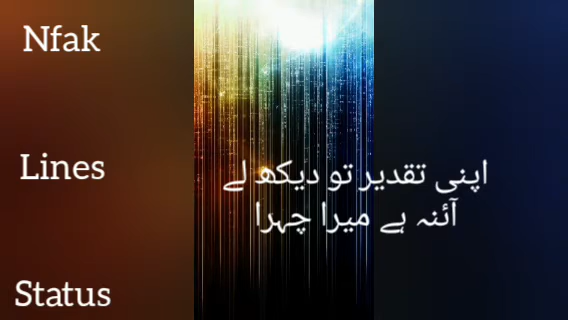 Nfak
Lines
Status
اپنی تقدیر تو دیکھ لے
آئنہ ہے میرا چہرا